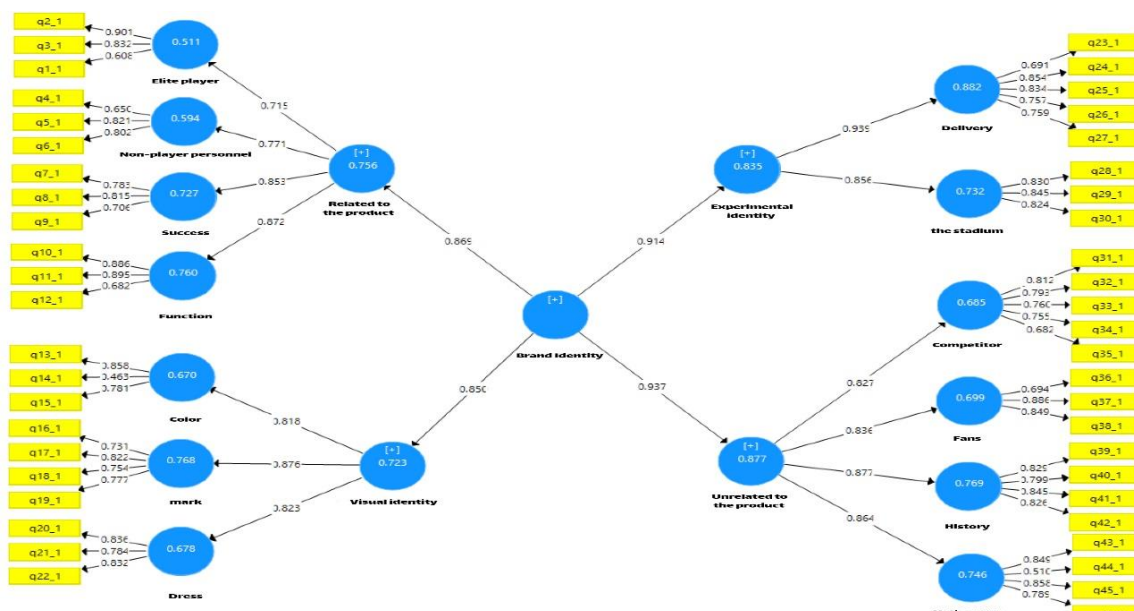 q2_1
0.901
q3_1
0.832
q1_1
0.608
0.511
Elite player
0.715
q4_1
0.650
q5_1
0.821
q6_1
0.802
0.594
Non-player personnel
0.771
q7_1
0.783
q8_1
0.815
q9_1
0.706
0.727
Success
0.853
q10_1
0.886
q11_1
0.895
q12_1
0.682
0.760
Function
0.872
[+]
0.756
Related to
the product
0.869
q13_1
0.858
q14_1
0.463
q15_1
0.781
0.670
Color
0.818
q16_1
0.731
q17_1
0.822
q18_1
0.754
q19_1
0.777
0.768
mark
0.876
q20_1
0.836
q21_1
0.784
q22_1
0.832
0.678
Dress
0.823
[+]
0.723
Visual identity
0.850
[+]
Brand identity
0.914
[+]
0.835
Experimental
identity
0.939
0.882
Delivery
q23_1
0.691
q24_1
0.854
q25_1
0.834
q26_1
0.757
q27_1
0.759
0.856
0.732
the stadium
q28_1
0.830
q29_1
0.845
q30_1
0.824
0.937
[+]
0.877
Unrelated to
the product
0.827
0.685
Competitor
q31_1
0.812
q32_1
0.793
q33_1
0.760
q34_1
0.755
q35_1
0.682
0.836
0.699
Fans
q36_1
0.694
q37_1
0.886
q38_1
0.849
0.877
0.769
History
q39_1
0.829
q40_1
0.799
q41_1
0.845
q42_1
0.826
0.864
0.746
q43_1
0.849
q44_1
0.510
q45_1
0.858
0.789